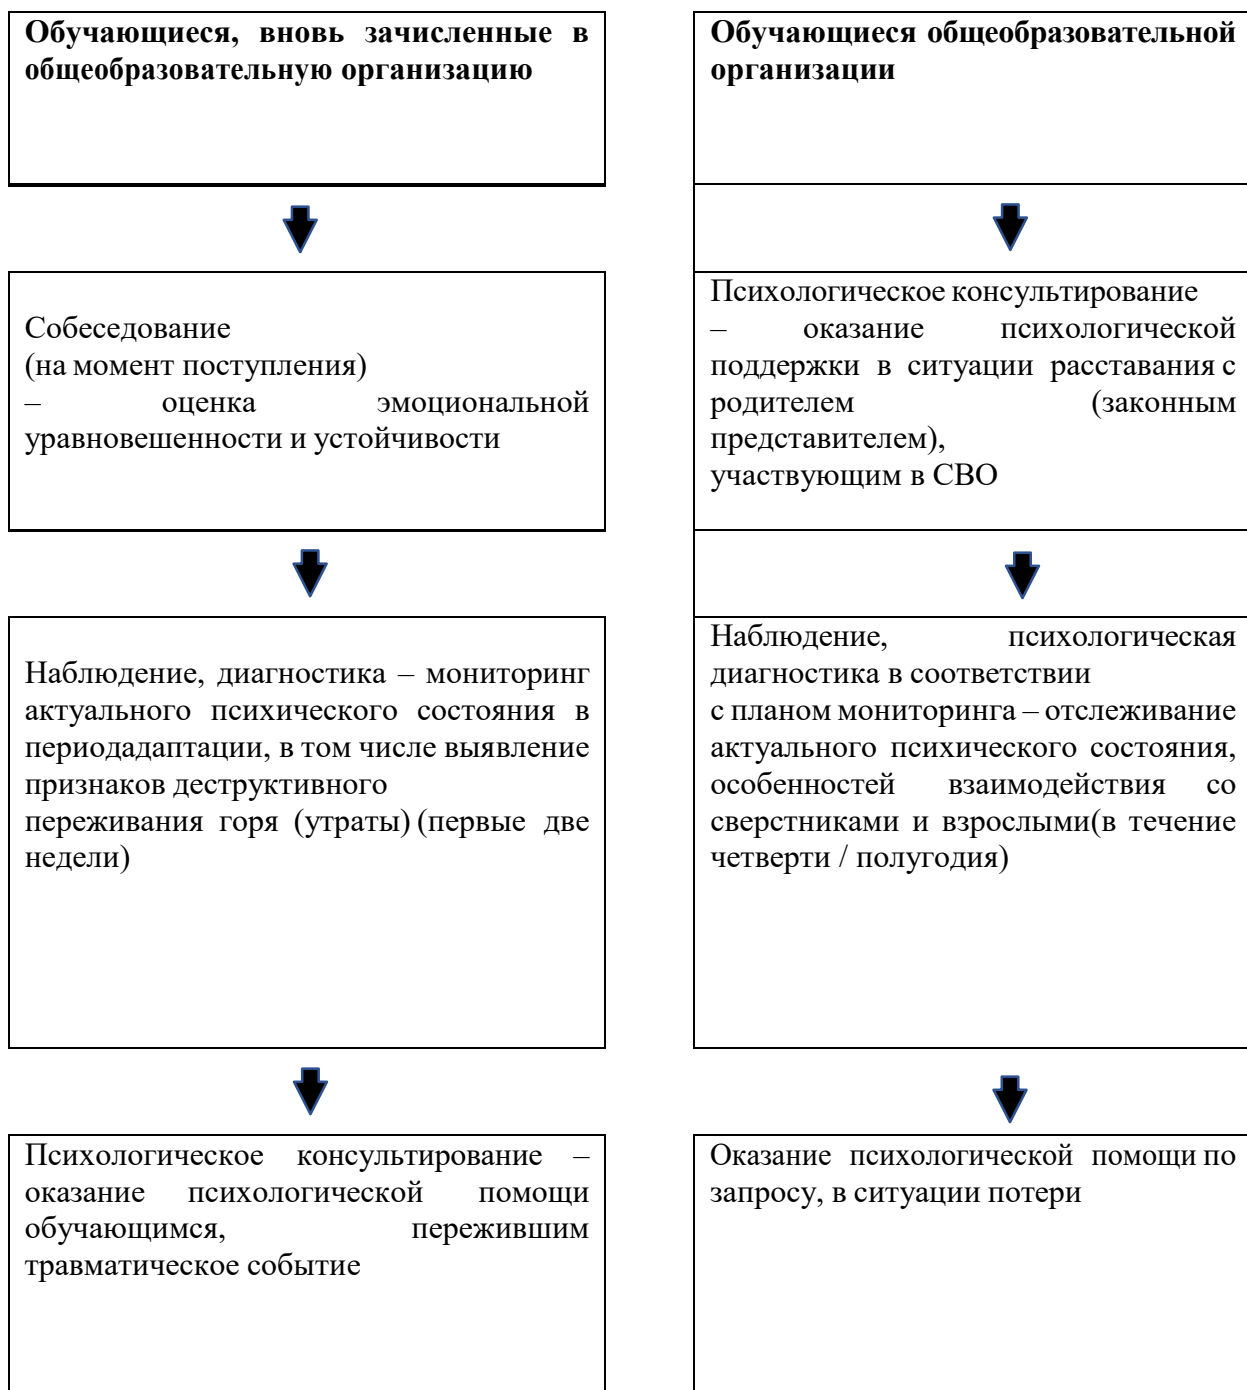 Обучающиеся, вновь зачисленные в
общеобразовательную организацию
Собеседование
(на момент поступления)
– оценка эмоциональной
уравновешенности и устойчивости
Наблюдение, диагностика – мониторинг
актуального психического состояния в
периодадаптации, в том числе выявление
признаков деструктивного
переживания горя (утраты) (первые две
недели)
Психологическое консультирование –
оказание психологической помощи
обучающимся, пережившим
травматическое событие
Обучающиеся общеобразовательной
организации
Психологическое консультирование
– оказание психологической
поддержки в ситуации расставания с
родителем (законным
представителем),
участвующим в СВО
Наблюдение, психологическая
диагностика в соответствии
с планом мониторинга – отслеживание
актуального психического состояния,
особенностей взаимодействия со
сверстниками и взрослыми(в течение
четверти / полугодия)
Оказание психологической помощи по
запросу, в ситуации потери